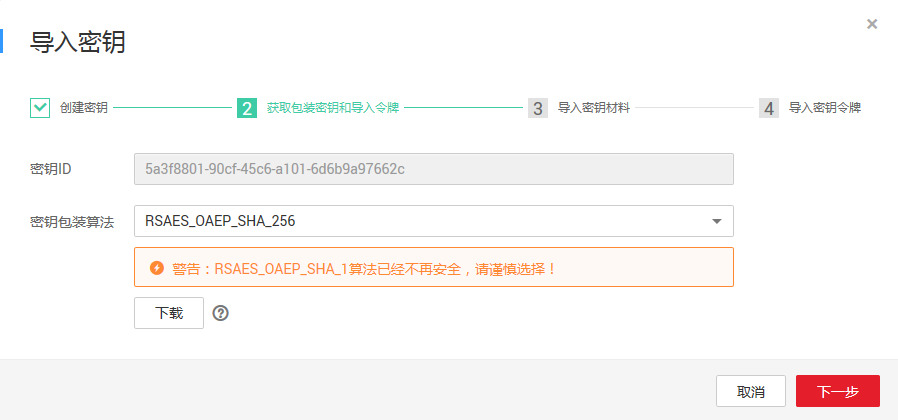 导入密钥
创建密钥
2 获取包装密钥和导入令牌
3 导入密钥材料
4 导入密钥令牌
密钥ID 5a3f8801-90cf-45c6-a101-6d6b9a97662c
密钥包装算法 RSAES_OAEP_SHA_256
警告：RSAES_OAEP_SHA_1算法已经不再安全，请谨慎选择！
下载
取消 下一步